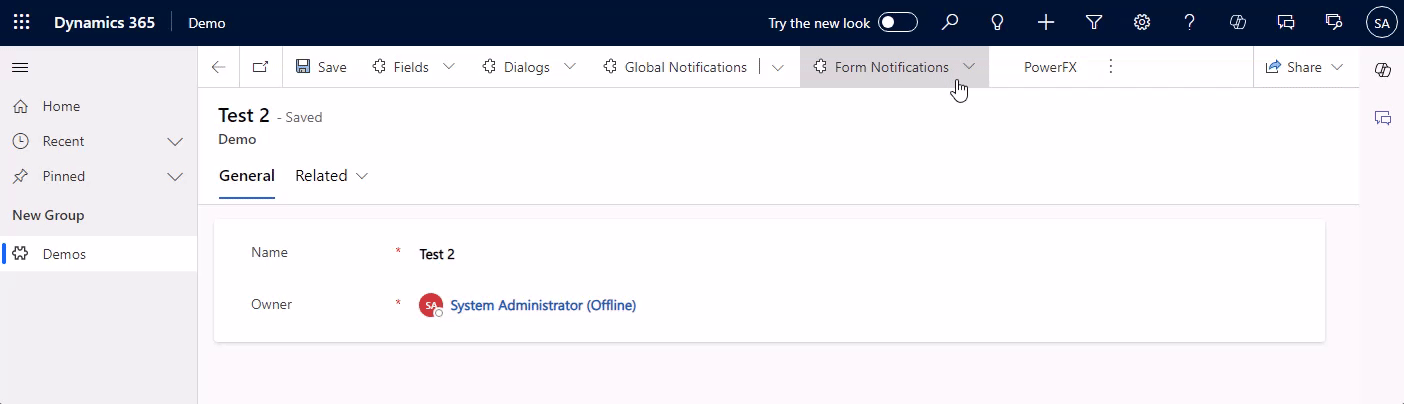 Dynamics 365 Demo Try the new look SA
Save Fields Dialogs Global Notifications Form Notifications PowerFX Share
Home
Recent
Pinned
New Group
Demos
Test 2 - Saved
Demo
General Related
Name * Test 2
Owner * SA System Administrator (Offline)